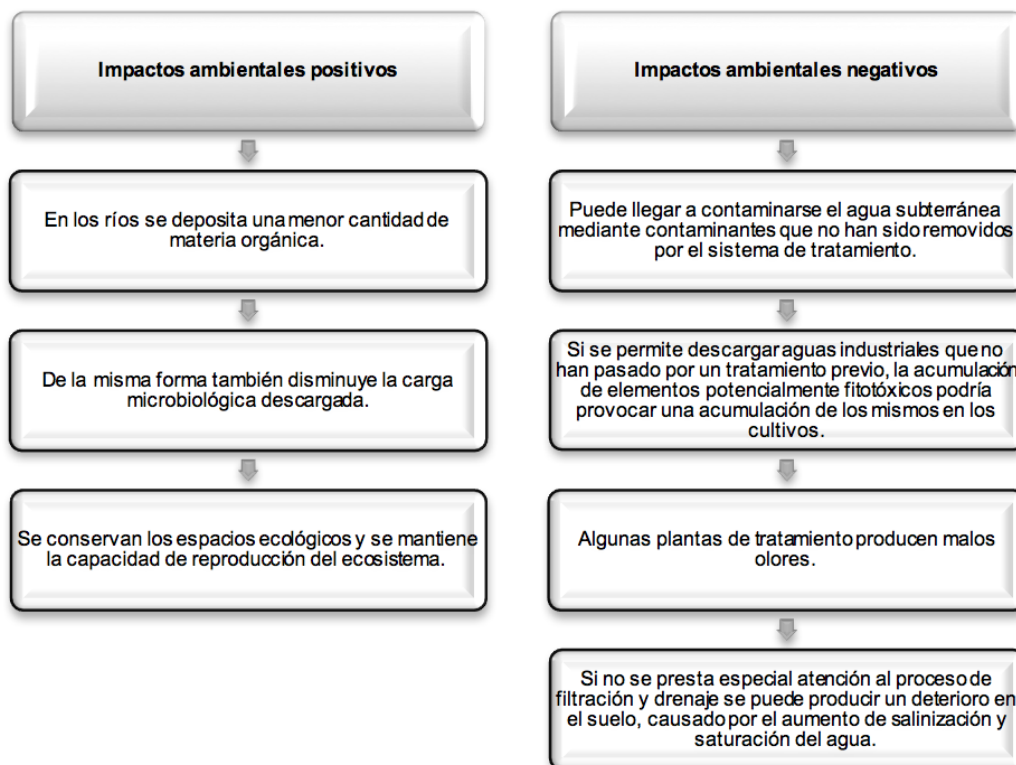 Impactos ambientales positivos
En los ríos se deposita una menor cantidad de
materia orgánica.
De la misma forma también disminuye la carga
microbiológica descargada.
Se conservan los espacios ecológicos y se mantiene
la capacidad de reproducción del ecosistema.
Impactos ambientales negativos
Puede llegar a contaminarse el agua subterránea
mediante contaminantes que no han sido removidos
por el sistema de tratamiento.
Si se permite descargar aguas industriales que no
han pasado por un tratamiento previo, la acumulación
de elementos potencialmente fitotóxicos podría
provocar una acumulación de los mismos en los
cultivos.
Algunas plantas de tratamiento producen malos
olores.
Si no se presta especial atención al proceso de
filtración y drenaje se puede producir un deterioro en
el suelo, causado por el aumento de salinización y
saturación del agua.